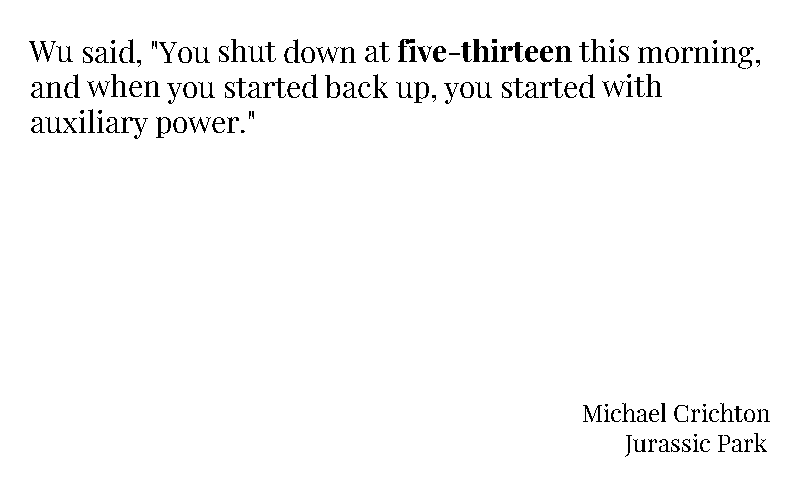 Wu said, "You shut down at five-thirteen this morning,
and when you started back up, you started with
auxiliary power."
Michael Crichton
Jurassic Park